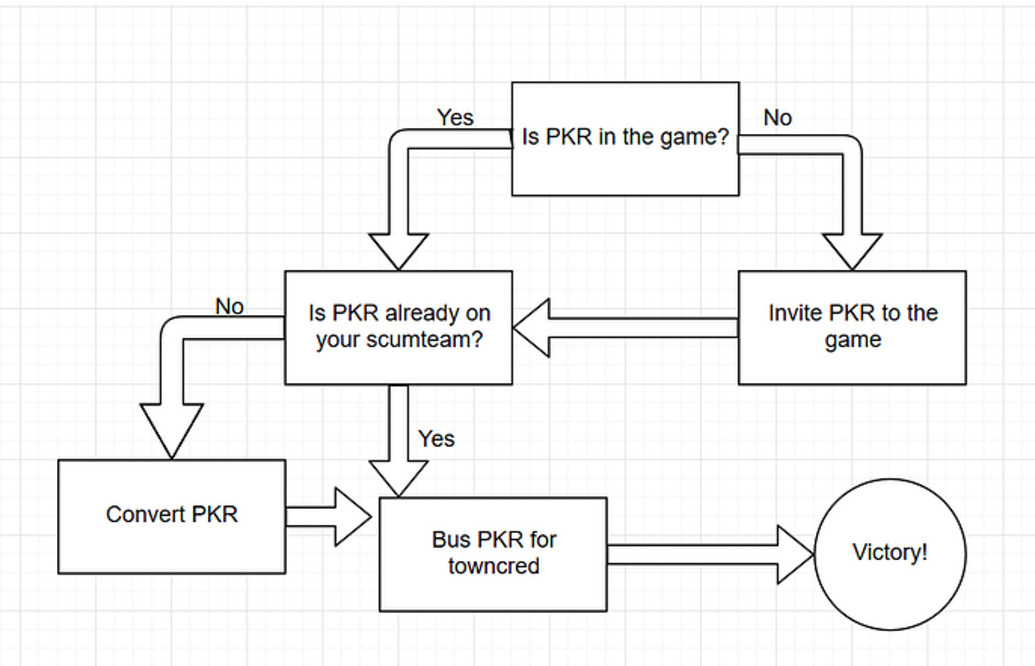 Yes
Is PKR in the game?
No
No
Is PKR already on
your scumteam?
Invite PKR to the
game
Yes
Convert PKR
Bus PKR for
towncred
Victory!